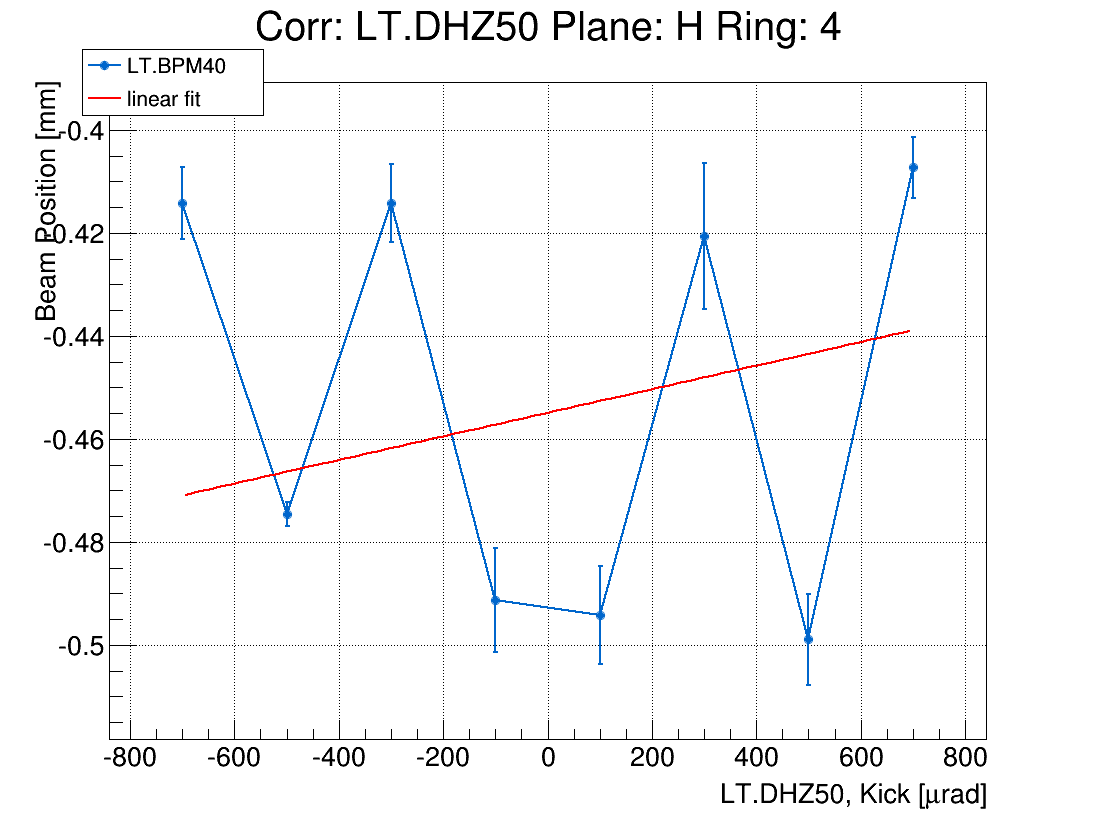 Corr: LT.DHZ50 Plane: H Ring: 4
LT.BPM40
linear fit
Beam Position [mm]
-0.4
-0.42
-0.44
-0.46
-0.48
-0.5
-800 -600 -400 -200 0 200 400 600 800
LT.DHZ50, Kick [μrad]